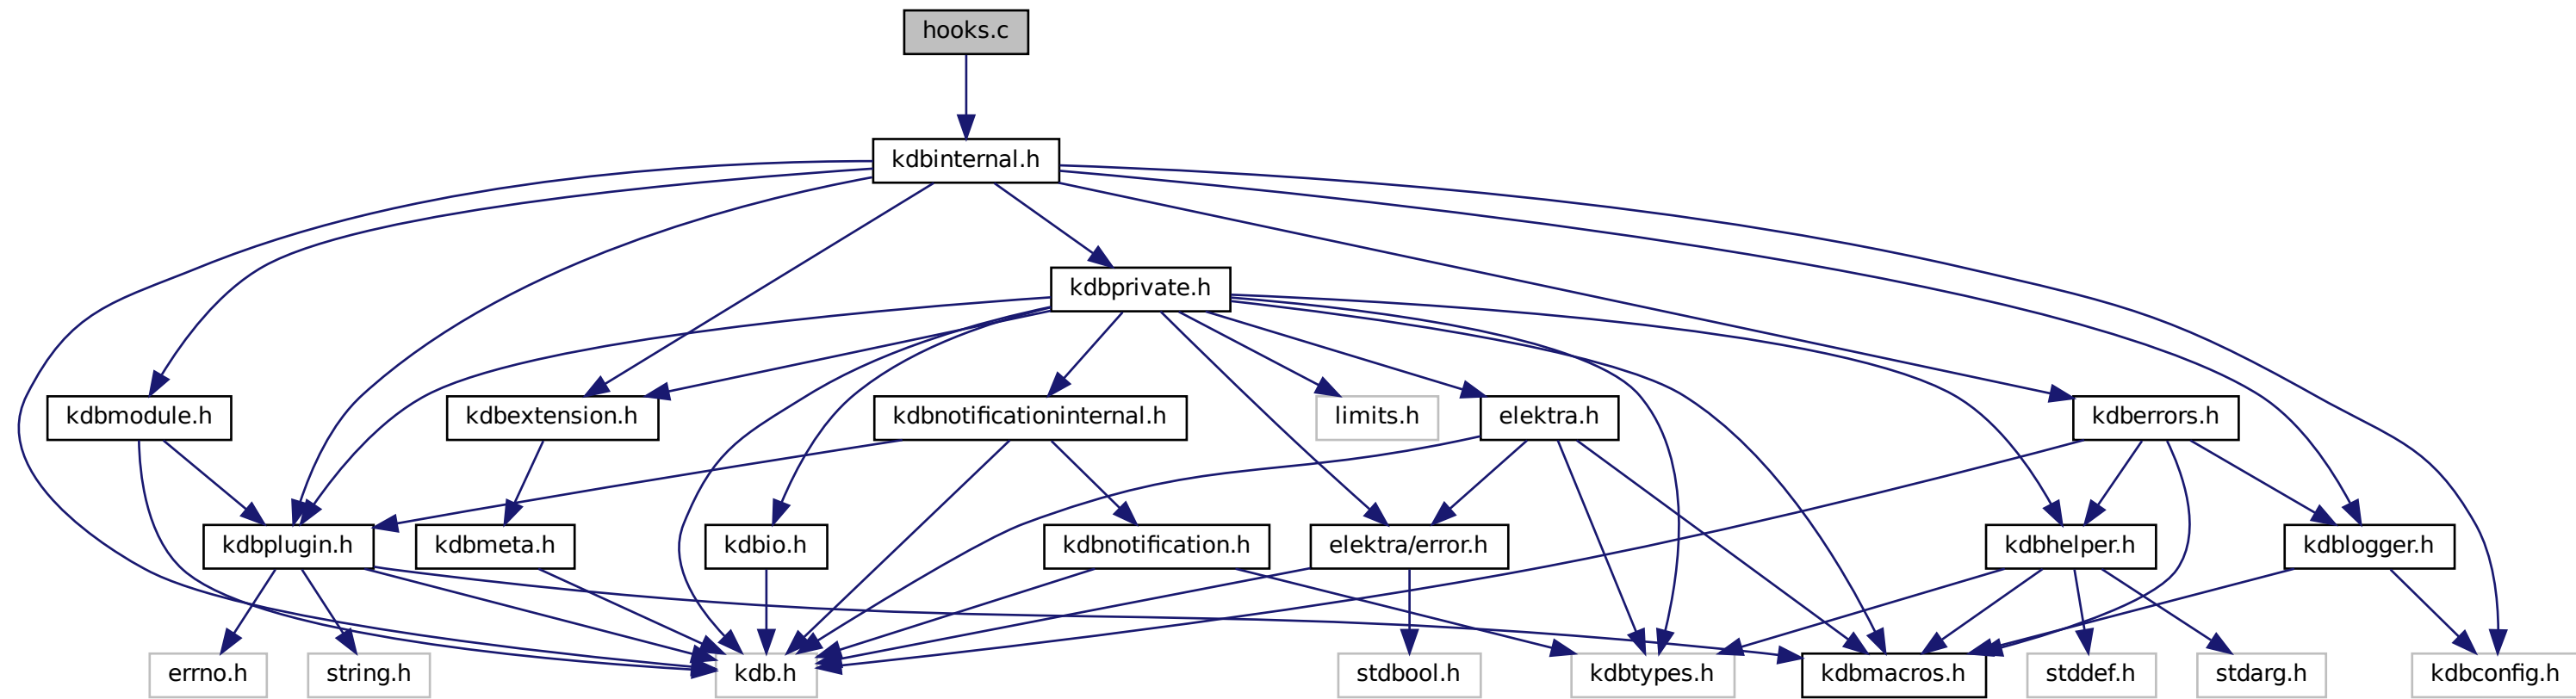 hooks.c
kdbinternal.h
kdbprivate.h
kdbmodule.h
kdbextension.h
kdbnotificationinternal.h
limits.h
elektra.h
kdberrors.h
kdbplugin.h
kdbmeta.h
kdbio.h
kdbnotification.h
elektra/error.h
kdbhelper.h
kdblogger.h
errno.h
string.h
kdb.h
stdbool.h
kdbtypes.h
kdbmacros.h
stddef.h
stdarg.h
kdbconfig.h